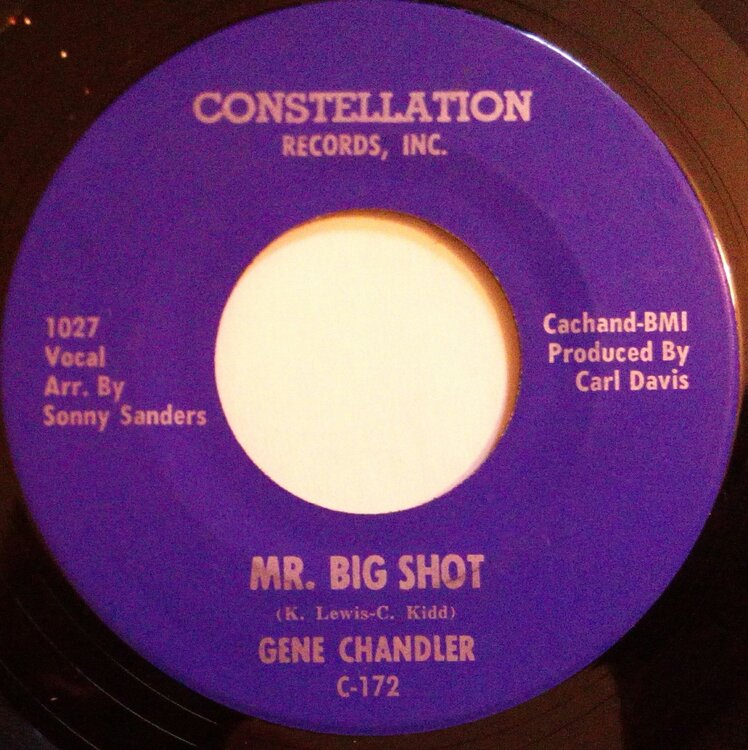 CONSTELLATION
RECORDS, INC.
1027
Vocal
Arr. By
Sonny Sanders
Cachand-BMI
Produced By
Carl Davis
MR. BIG SHOT
(K. Lewis-C. Kidd)
GENE CHANDLER
C-172